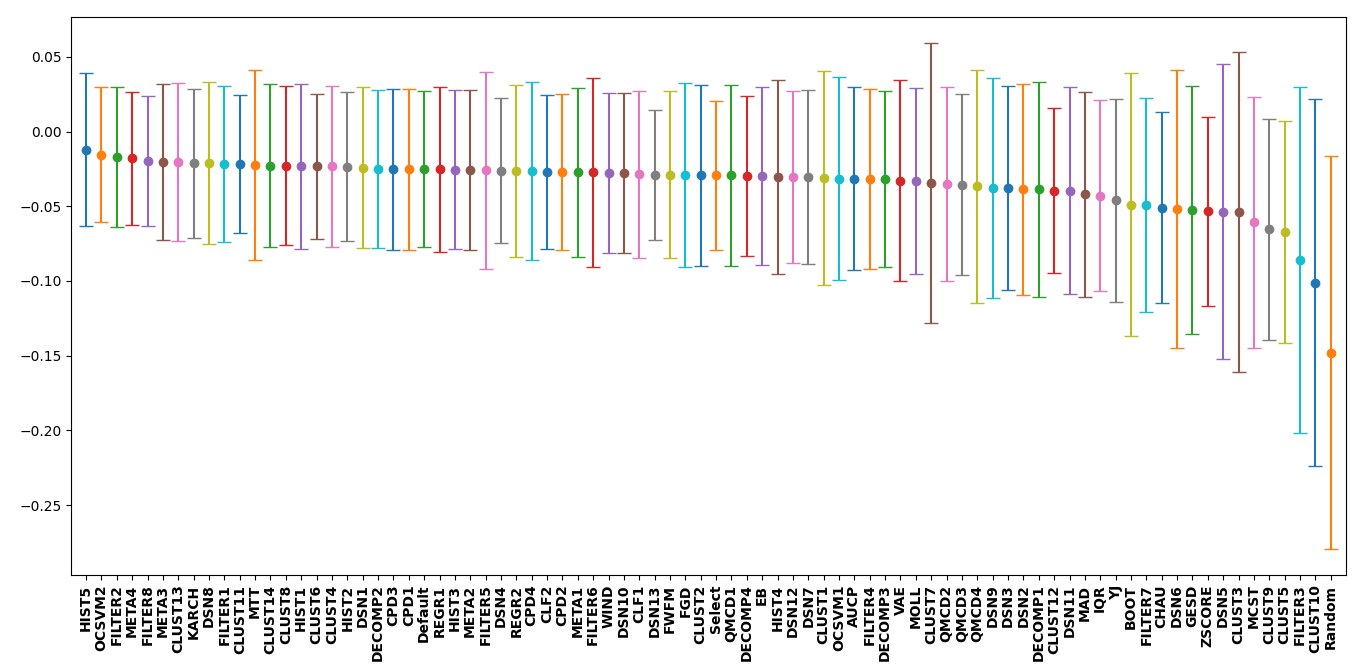 0.05
0.00
−0.05
−0.10
−0.15
−0.20
−0.25
HIST5
OCSVM2
FILTER2
META4
FILTER8
META3
CLUST13
KARCH
DSN8
FILTER1
CLUST11
MTT
CLUST14
CLUST8
HIST1
CLUST6
CLUST4
HIST2
DSN1
DECOMP2
CPD3
CPD1
Default
REGR1
HIST3
META2
FILTER5
DSN4
REGR2
CPD4
CLF2
CPD2
META1
FILTER6
WIND
DSN10
CLF1
DSN13
FWFM
FGD
CLUST2
Select
QMCD1
DECOMP4
EB
HIST4
DSN12
DSN7
CLUST1
OCSVM1
AUCP
FILTER4
DECOMP3
VAE
MOLL
CLUST7
QMCD2
QMCD3
QMCD4
DSN9
DSN3
DSN2
DECOMP1
CLUST12
DSN11
MAD
IQR
YJ
BOOT
FILTER7
CHAU
DSN6
GESD
ZSCORE
DSN5
CLUST3
MCST
CLUST9
CLUST5
FILTER3
CLUST10
Random